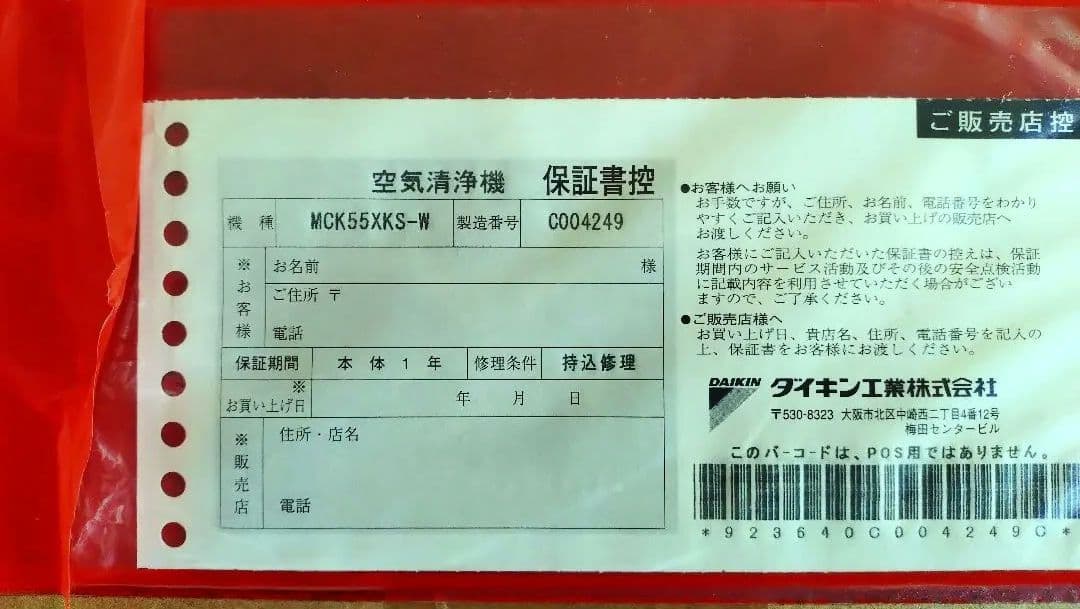 ご販売店控
空気清浄機 保証書控
機 種 MCK55XKS-W 製造番号 C004249
※お客様 お名前 様
ご住所 〒
電話
保証期間 本 体 1 年 修理条件 持込修理
※
お買い上げ日 年 月 日
※販売店 住所・店名
電話
●お客様へお願い
お手数ですが、ご住所、お名前、電話番号をわかり
やすくご記入いただき、お買い上げの販売店へ
お渡しください。
お客様にご記入いただいた保証書の控えは、保証
期間内のサービス活動及びその後の安全点検活動
に記載内容を利用させていただく場合がござい
ますので、ご了承ください。
●ご販売店様へ
お買い上げ日、貴店名、住所、電話番号を記入の
上、保証書をお客様にお渡しください。
DAIKIN ダイキン工業株式会社
〒530-8323 大阪市北区中崎西二丁目4番12号
梅田センタービル
このバーコードは、POS用ではありません。
*923640C004249C*